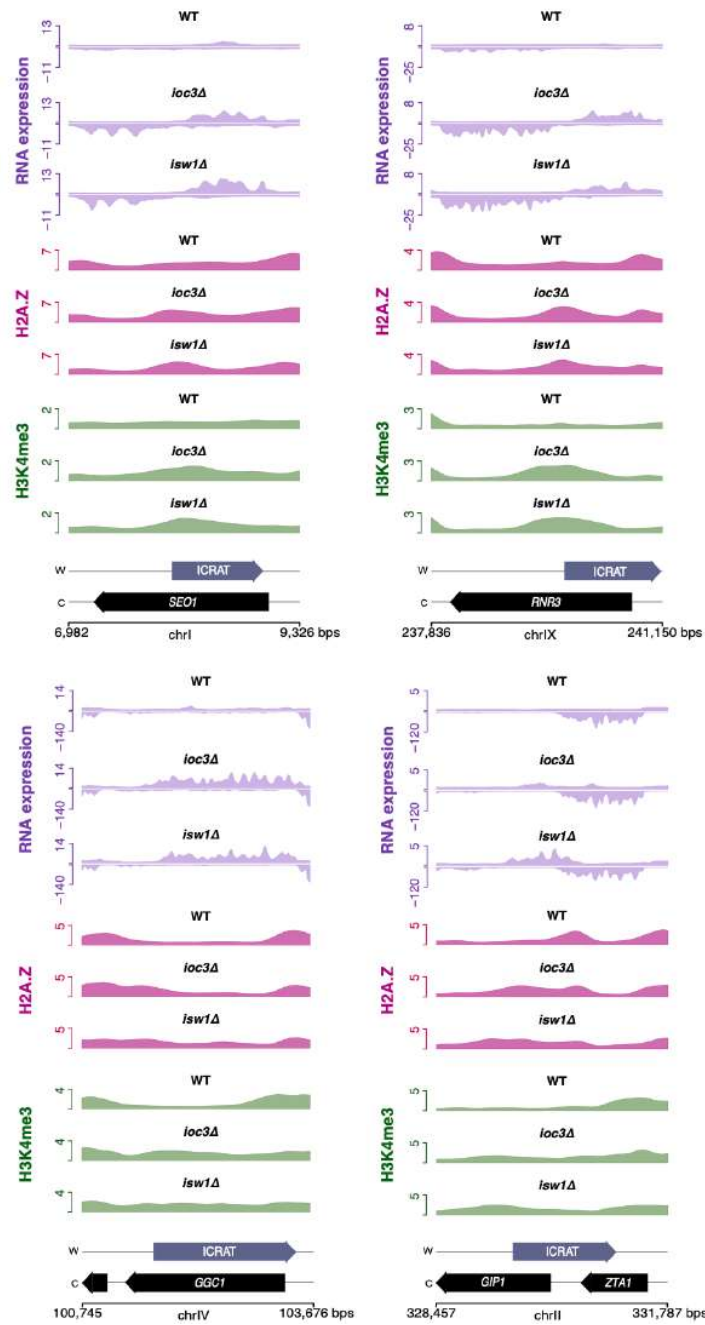 WT
13
-11
ioc3Δ
13
-11
isw1Δ
13
-11
RNA expression
WT
7
ioc3Δ
7
isw1Δ
7
H2A.Z
WT
2
ioc3Δ
2
isw1Δ
2
H3K4me3
W
ICRAT
C
SEO1
6,982 chrI 9,326 bps
WT
8
-25
ioc3Δ
8
-25
isw1Δ
8
-25
RNA expression
WT
4
ioc3Δ
4
isw1Δ
4
H2A.Z
WT
3
ioc3Δ
3
isw1Δ
3
H3K4me3
W
ICRAT
C
RNR3
237,836 chrIX 241,150 bps
WT
14
-140
ioc3Δ
14
-140
isw1Δ
14
-140
RNA expression
WT
5
ioc3Δ
5
isw1Δ
5
H2A.Z
WT
4
ioc3Δ
4
isw1Δ
4
H3K4me3
W
ICRAT
C
GGC1
100,745 chrIV 103,676 bps
WT
5
-120
ioc3Δ
5
-120
isw1Δ
5
-120
RNA expression
WT
5
ioc3Δ
5
isw1Δ
5
H2A.Z
WT
5
ioc3Δ
5
isw1Δ
5
H3K4me3
W
ICRAT
C
GIP1 ZTA1
328,457 chrII 331,787 bps